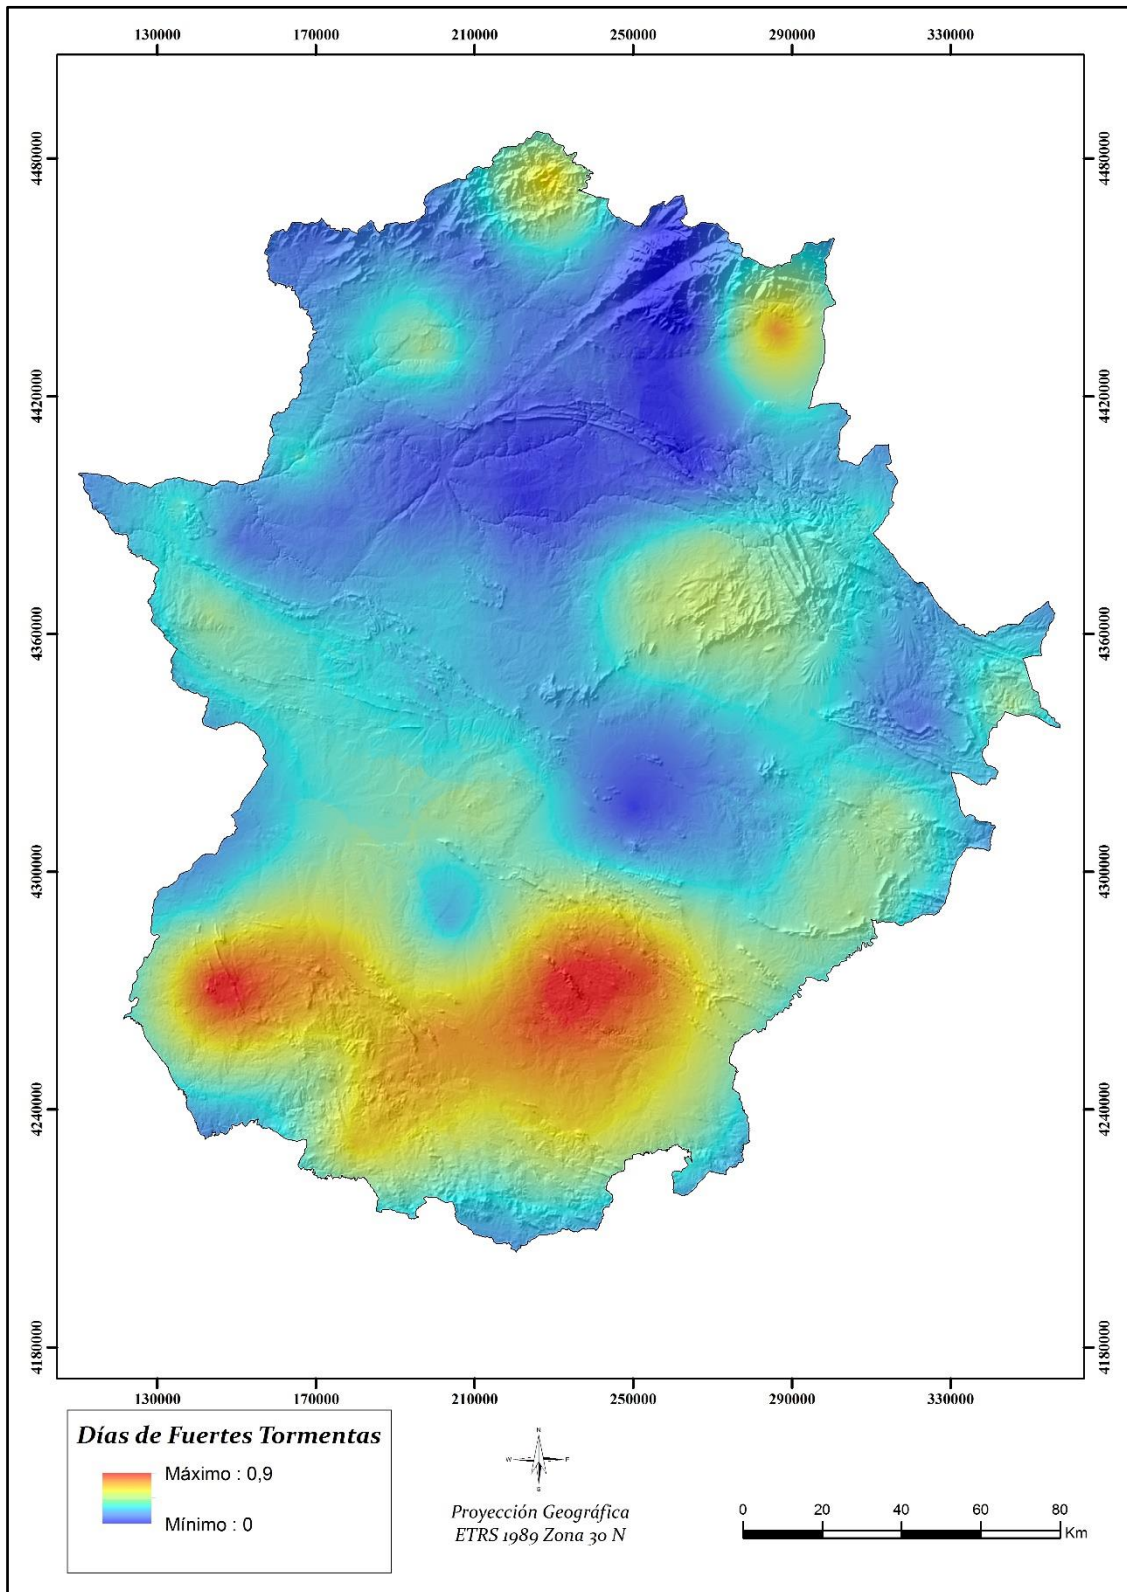 130000 170000 210000 250000 290000 330000
4480000 4480000
4420000 4420000
4360000 4360000
4300000 4300000
4240000 4240000
4180000 4180000
130000 170000 210000 250000 290000 330000
Días de Fuertes Tormentas
Máximo : 0,9
Mínimo : 0
N
W E
S
Proyección Geográfica
ETRS 1989 Zona 30 N
0 20 40 60 80
Km